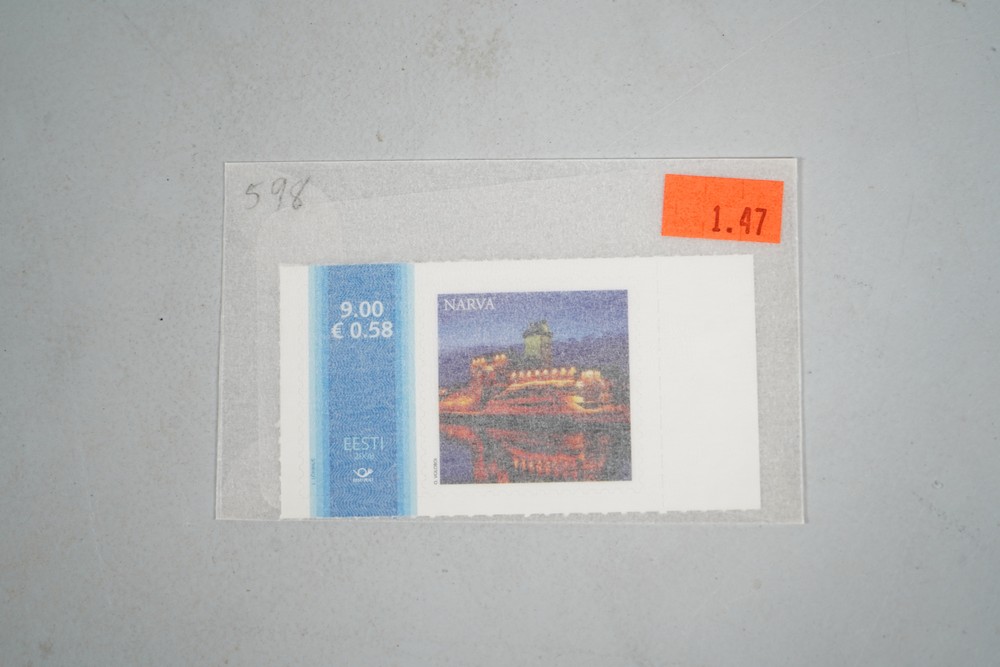 598
1.47
9.00
€ 0.58
NARVA
EESTI